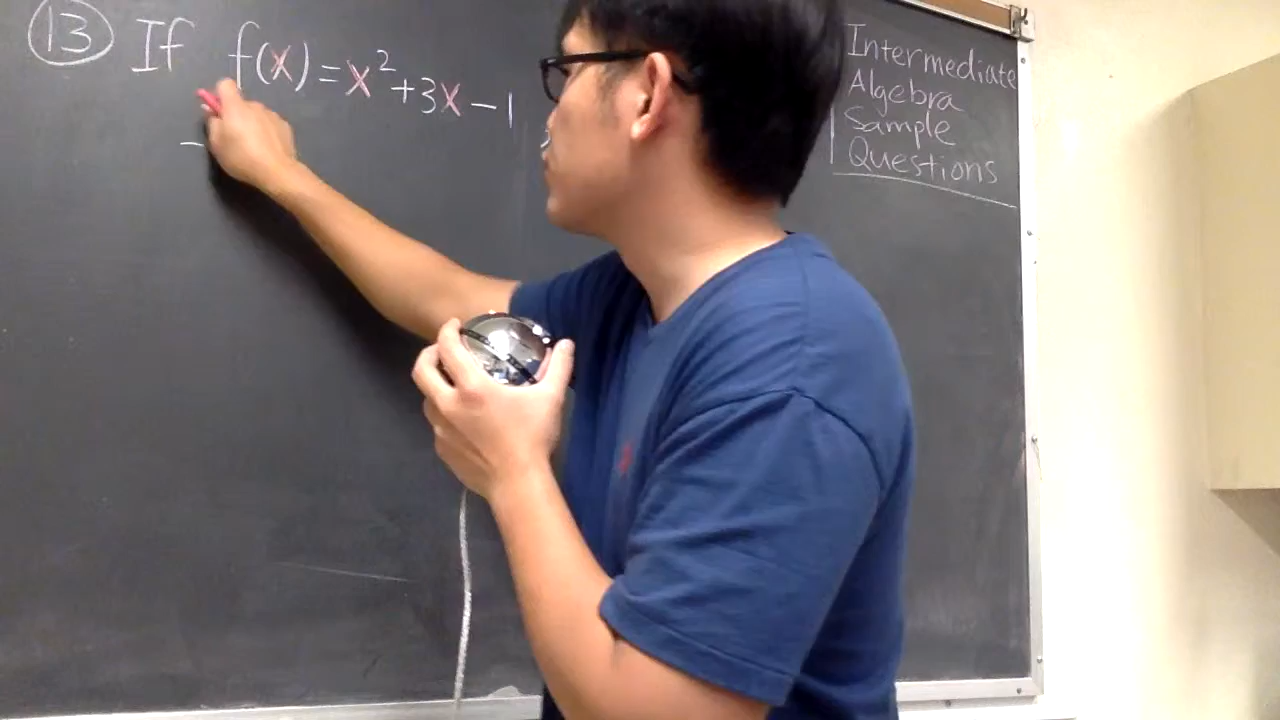 13 If f(x) = x² + 3x - 1
Intermediate
Algebra
Sample
Questions